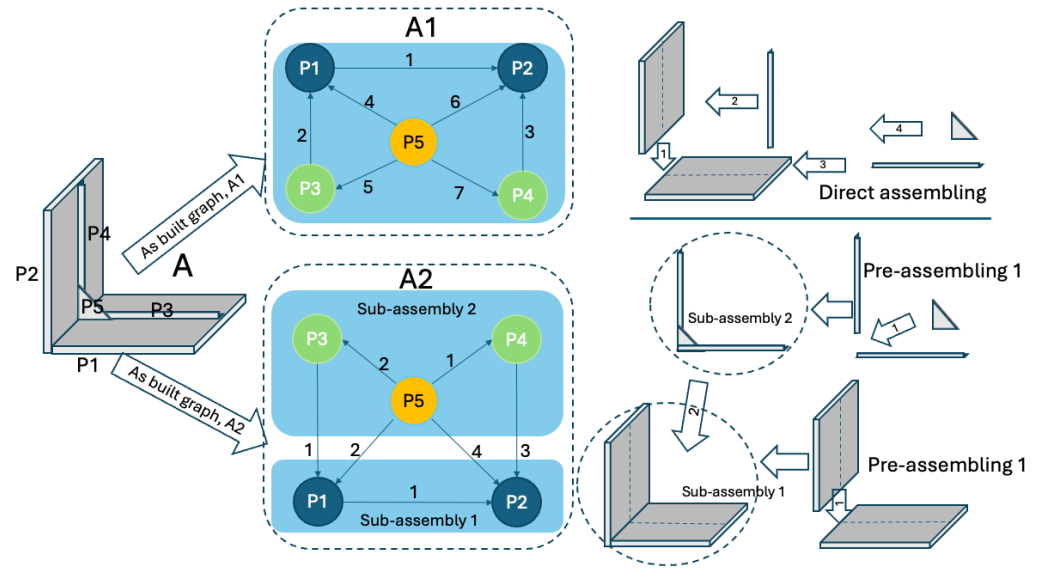 A1
P1
1
P2
4
6
2
3
P5
P3
5
7
P4
As built graph, A1
A
P4
P2
P5
P3
P1
As built graph, A2
A2
Sub-assembly 2
P3
P4
2
1
P5
1
2
4
3
P1
1
P2
Sub-assembly 1
2
4
1
3
Direct assembling
Pre-assembling 1
Sub-assembly 2
1
2
Pre-assembling 1
Sub-assembly 1
1